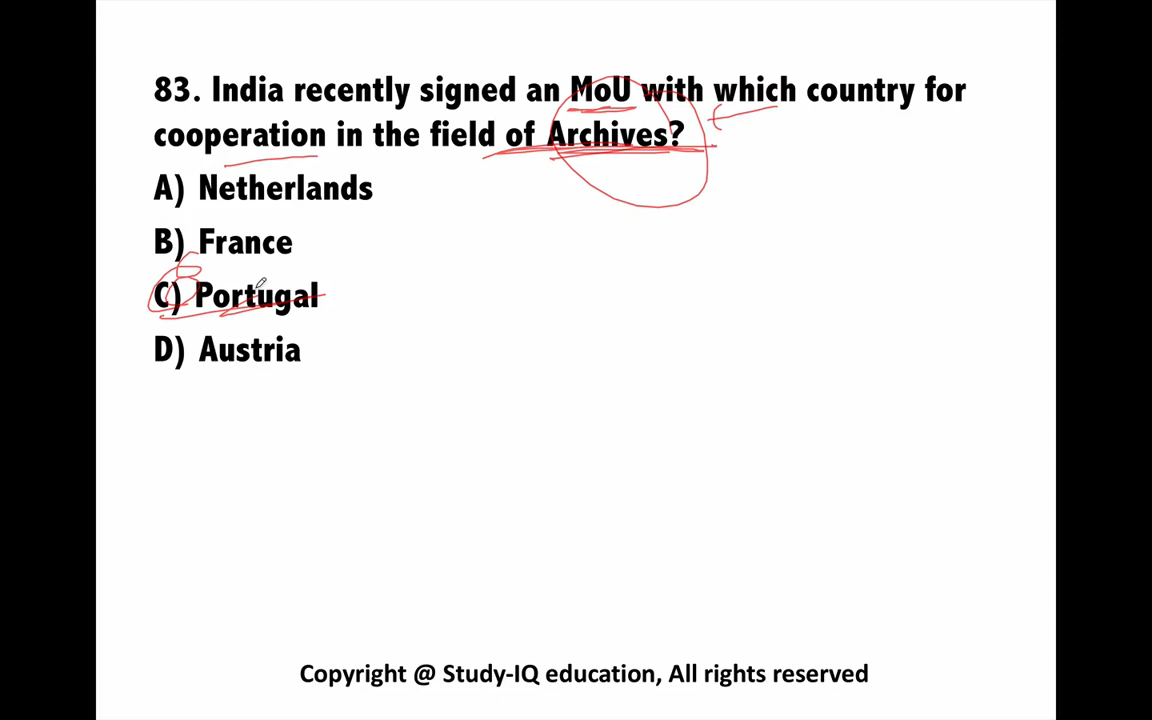 83. India recently signed an MoU with which country for
cooperation in the field of Archives?
A) Netherlands
B) France
C) Portugal
D) Austria
Copyright @ Study-IQ education, All rights reserved